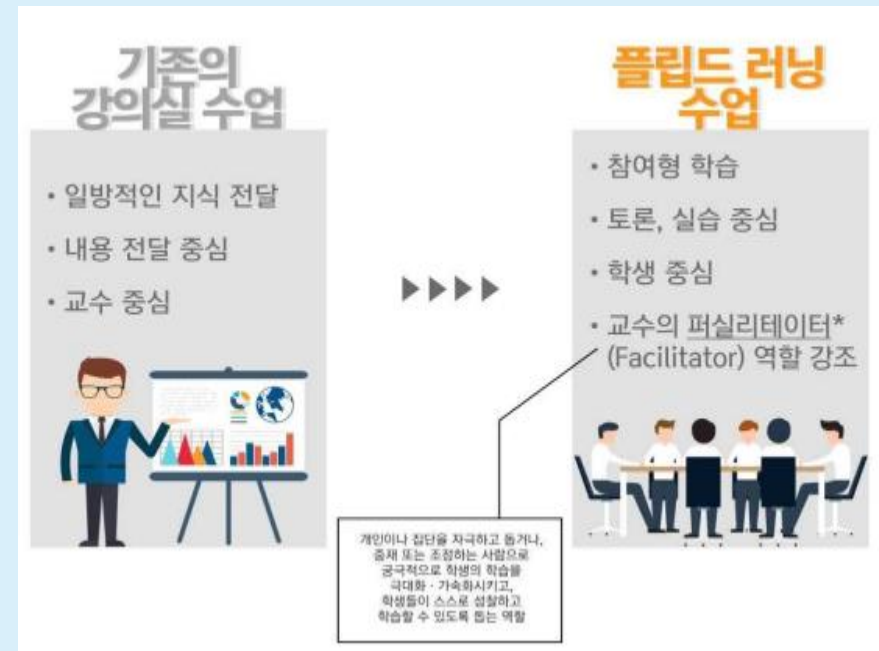 기존의
강의실 수업
• 일방적인 지식 전달
• 내용 전달 중심
• 교수 중심
플립드 러닝
수업
• 참여형 학습
• 토론, 실습 중심
• 학생 중심
• 교수의 퍼실리테이터*
(Facilitator) 역할 강조
개인이나 집단을 자극하고 돕거나,
중재 또는 조정하는 사람으로
궁극적으로 학생의 학습을
극대화 · 가속화시키고,
학생들이 스스로 성찰하고
학습할 수 있도록 돕는 역할